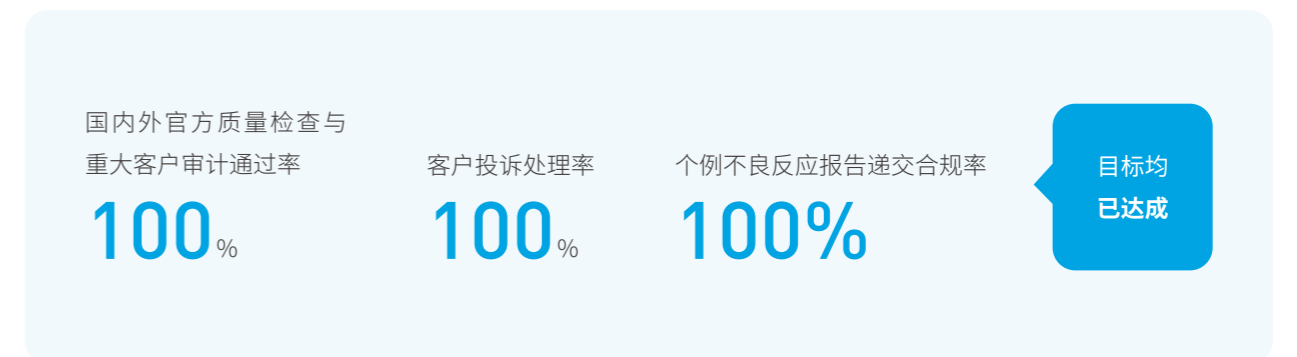 国内外官方质量检查与
重大客户审计通过率
100%
客户投诉处理率
100%
个例不良反应报告递交合规率
100%
目标均
已达成